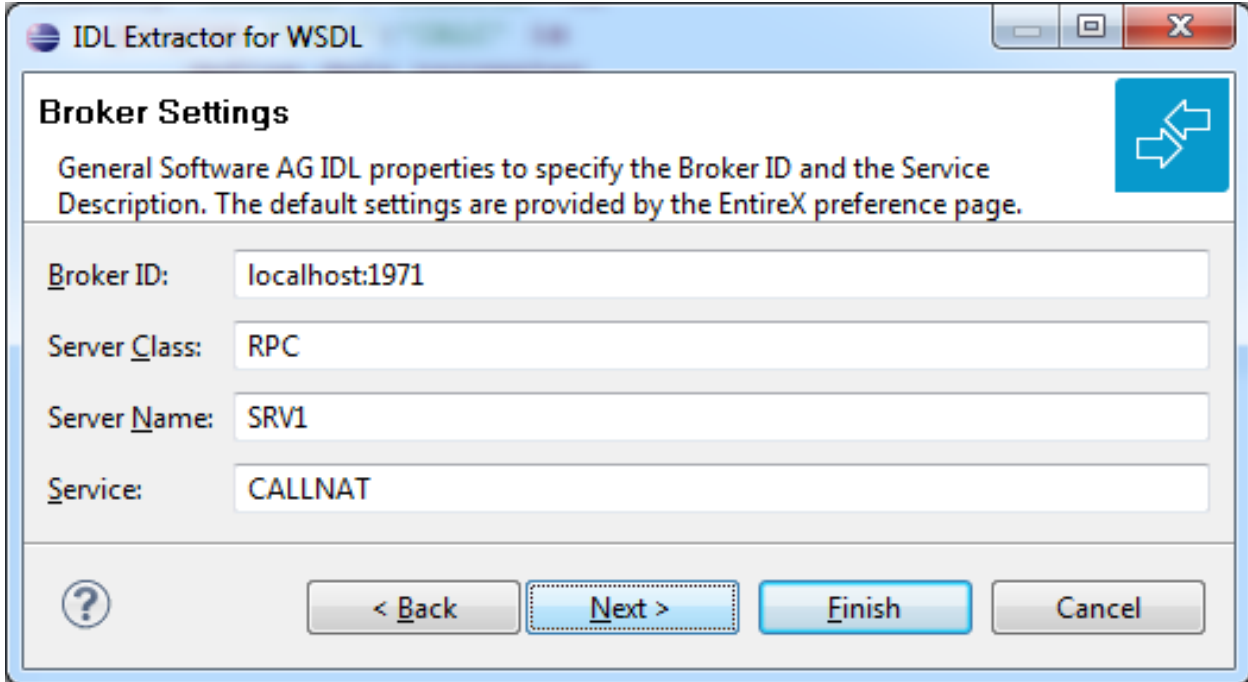 IDL Extractor for WSDL
Broker Settings
General Software AG IDL properties to specify the Broker ID and the Service
Description. The default settings are provided by the EntireX preference page.
Broker ID: localhost:1971
Server Class: RPC
Server Name: SRV1
Service: CALLNAT
? < Back Next > Finish Cancel